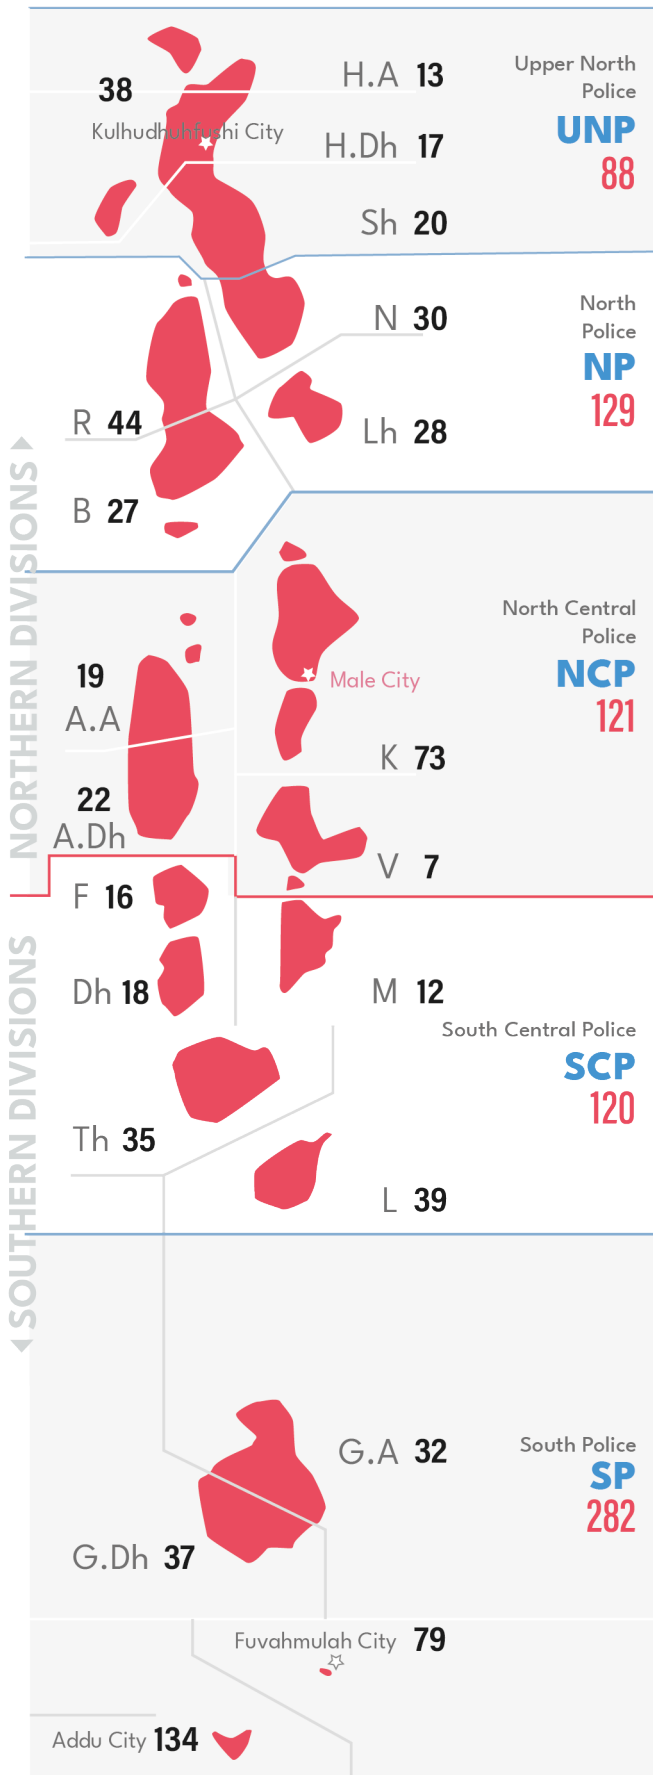 H.A 13
38
Kulhudhuhfushi City
H.Dh 17
Sh 20
Upper North
Police
UNP
88
N 30
R 44
Lh 28
B 27
North
Police
NP
129
NORTHERN DIVISIONS
19
A.A
Male City
K 73
22
A.Dh
V 7
North Central
Police
NCP
121
SOUTHERN DIVISIONS
F 16
Dh 18
M 12
Th 35
L 39
South Central Police
SCP
120
G.A 32
G.Dh 37
South Police
SP
282
Fuvahmulah City 79
Addu City 134